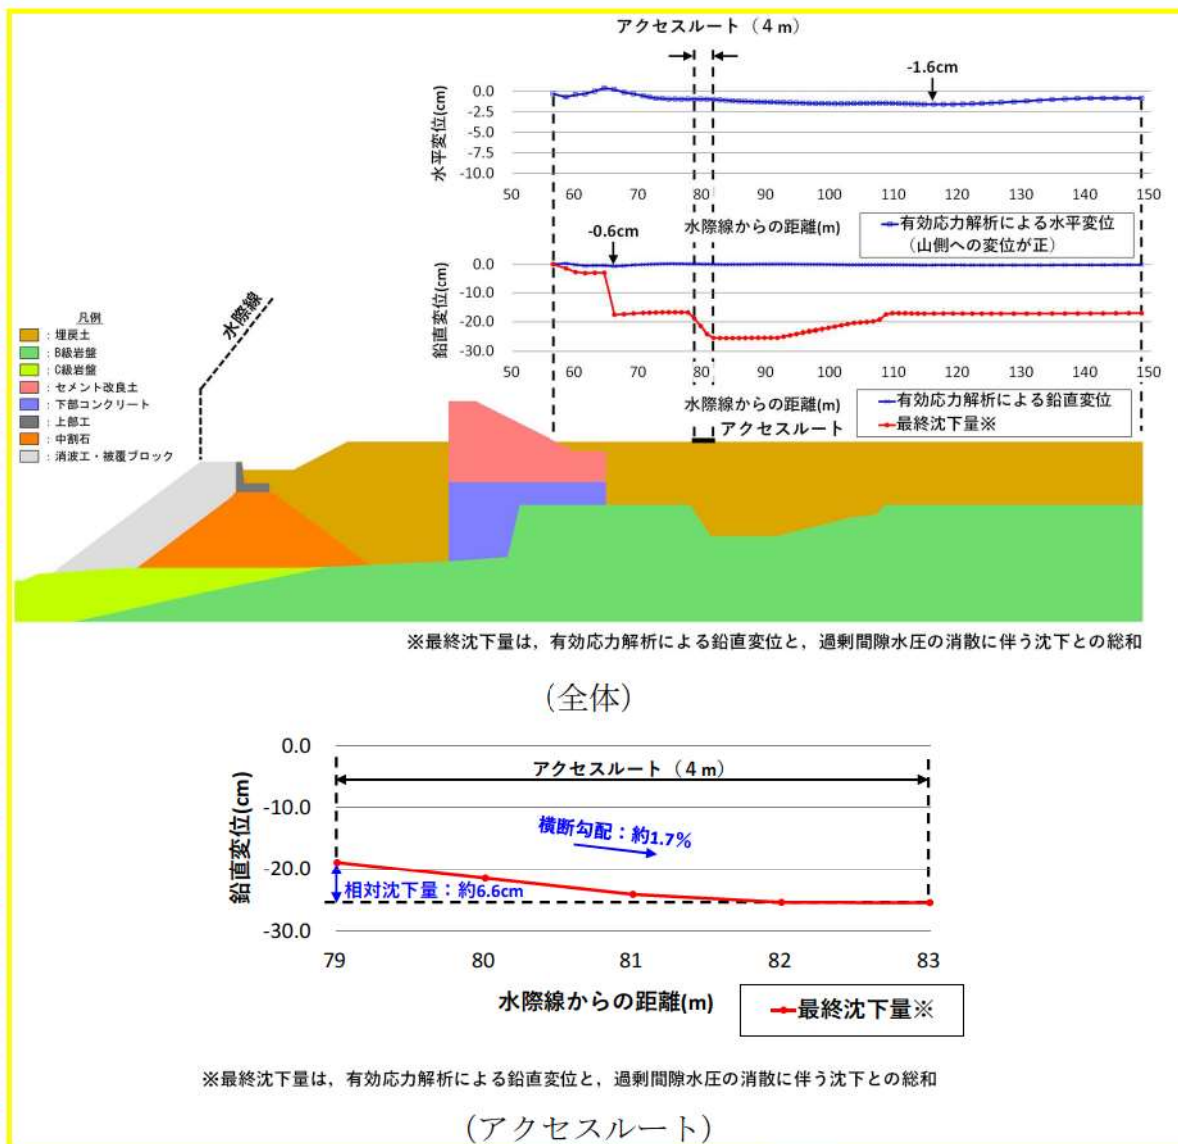 アクセスルート（4 m）
-1.6cm
水平変位(cm)
0.0
-2.5
-5.0
-7.5
-10.0
50 60 70 80 90 100 110 120 130 140 150
水際線からの距離(m)
有効応力解析による水平変位
（山側への変位が正）
-0.6cm
鉛直変位(cm)
0.0
-10.0
-20.0
-30.0
50 60 70 80 90 100 110 120 130 140 150
水際線からの距離(m)
有効応力解析による鉛直変位
最終沈下量※
アクセスルート
水際線
凡例
：埋戻土
：B級岩盤
：C級岩盤
：セメント改良土
：下部コンクリート
：上部工
：中割石
：消波工・被覆ブロック
※最終沈下量は，有効応力解析による鉛直変位と，過剰間隙水圧の消散に伴う沈下との総和
（全体）
鉛直変位(cm)
0.0
-10.0
-20.0
-30.0
アクセスルート（4 m）
横断勾配：約1.7％
相対沈下量：約6.6cm
79 80 81 82 83
水際線からの距離(m)
最終沈下量※
※最終沈下量は，有効応力解析による鉛直変位と，過剰間隙水圧の消散に伴う沈下との総和
（アクセスルート）